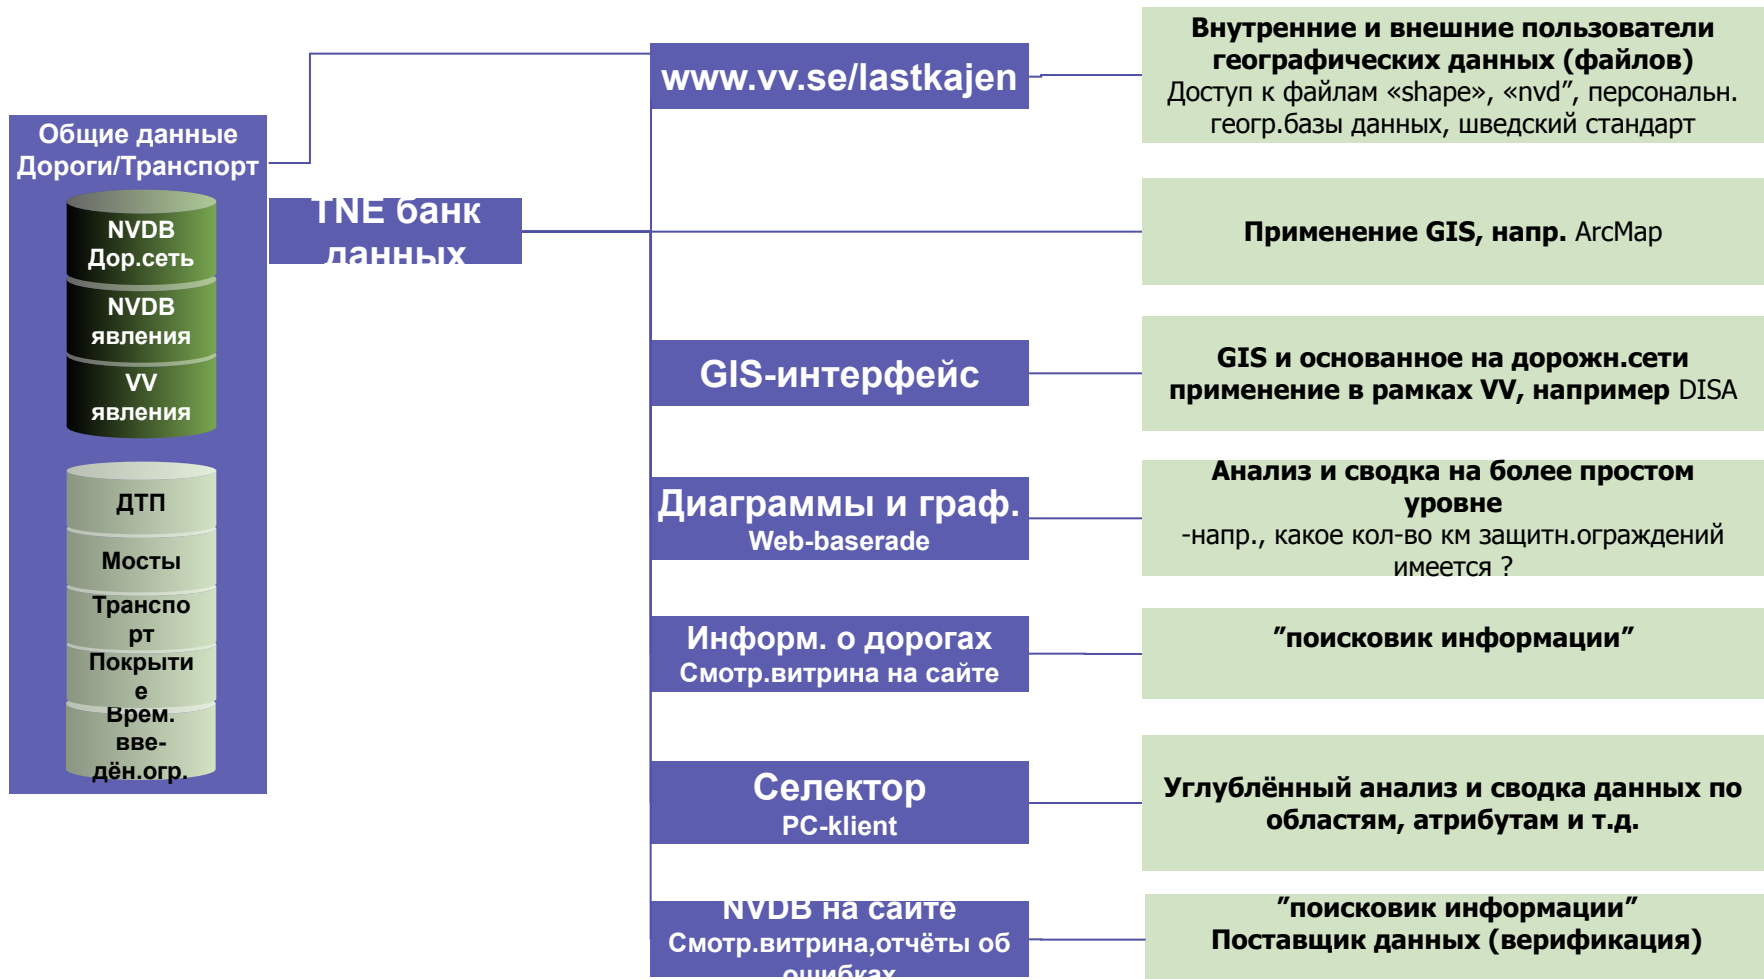 Общие данные
Дороги/Транспорт
NVDB
Дор.сеть
NVDB
явления
VV
явления
ДТП
Мосты
Транспо
рт
Покрыти
е
Врем.
вве-
дён.огр.
TNE банк
данных
www.vv.se/lastkajen
GIS-интерфейс
Диаграммы и граф.
Web-baserade
Информ. о дорогах
Смотр.витрина на сайте
Селектор
PC-klient
NVDB на сайте
Смотр.витрина,отчёты об
ошибках
Внутренние и внешние пользователи
географических данных (файлов)
Доступ к файлам «shape», «nvd”, персональн.
геогр.базы данных, шведский стандарт
Применение GIS, напр. ArcMap
GIS и основанное на дорожн.сети
применение в рамках VV, например DISA
Анализ и сводка на более простом
уровне
-напр., какое кол-во км защитн.ограждений
имеется ?
”поисковик информации”
Углублённый анализ и сводка данных по
областям, атрибутам и т.д.
”поисковик информации”
Поставщик данных (верификация)